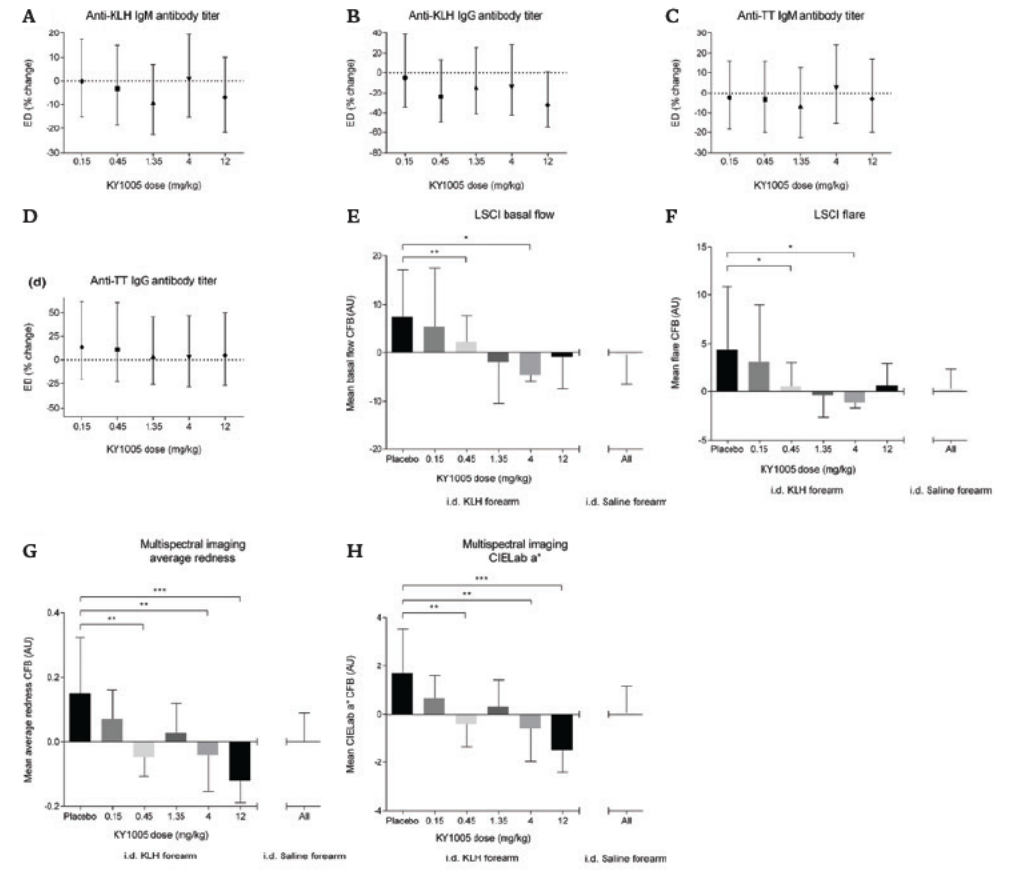 A
Anti-KLH IgM antibody titer
ED (% change)
20
10
0
-10
-20
-30
0.15 0.45 1.35 4 12
KY1005 dose (mg/kg)
B
Anti-KLH IgG antibody titer
ED (% change)
40
20
0
-20
-40
-60
-80
0.15 0.45 1.35 4 12
KY1005 dose (mg/kg)
C
Anti-TT IgM antibody titer
ED (% change)
30
20
10
0
-10
-20
-30
0.15 0.45 1.35 4 12
KY1005 dose (mg/kg)
D
(d)
Anti-TT IgG antibody titer
ED (% change)
50
25
0
-25
-50
0.15 0.45 1.35 4 12
KY1005 dose (mg/kg)
E
LSCI basal flow
Mean basal flow CFB (AU)
20
10
0
-10
-20
*
**
Placebo 0.15 0.45 1.35 4 12 All
KY1005 dose (mg/kg)
i.d. KLH forearm i.d. Saline forearm
F
LSCI flare
Mean flare CFB (AU)
15
10
5
0
-5
*
*
Placebo 0.15 0.45 1.35 4 12 All
KY1005 dose (mg/kg)
i.d. KLH forearm i.d. Saline forearm
G
Multispectral imaging
average redness
Mean average redness CFB (AU)
0.4
0.2
0.0
-0.2
***
**
**
Placebo 0.15 0.45 1.35 4 12 All
KY1005 dose (mg/kg)
i.d. KLH forearm i.d. Saline forearm
H
Multispectral imaging
CIELab a*
Mean CIELab a* CFB (AU)
4
2
0
-2
-4
***
**
**
Placebo 0.15 0.45 1.35 4 12 All
KY1005 dose (mg/kg)
i.d. KLH forearm i.d. Saline forearm